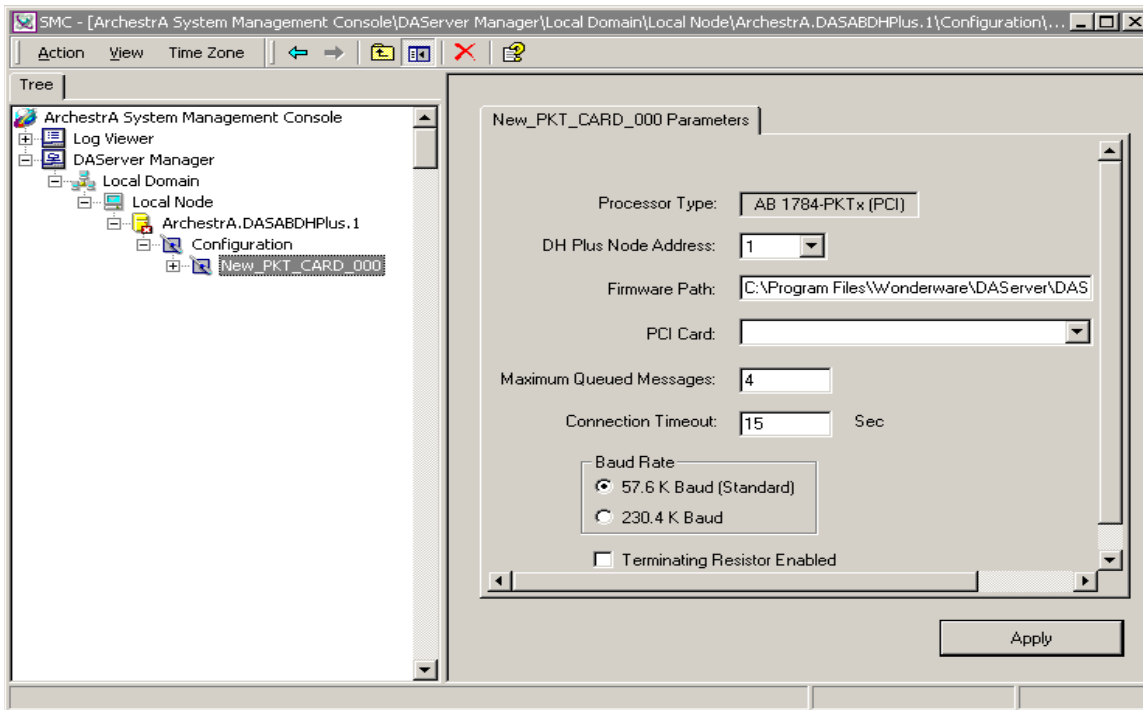 SMC - [ArchestrA System Management Console\DAServer Manager\Local Domain\Local Node\ArchestrA.DASABDHPlus.1\Configuration\...
Action View Time Zone
Tree
ArchestrA System Management Console
Log Viewer
DAServer Manager
Local Domain
Local Node
ArchestrA.DASABDHPlus.1
Configuration
New_PKT_CARD_000
New_PKT_CARD_000 Parameters
Processor Type: AB 1784-PKTx (PCI)
DH Plus Node Address: 1
Firmware Path: C:\Program Files\Wonderware\DAServer\DAS
PCI Card:
Maximum Queued Messages: 4
Connection Timeout: 15 Sec
Baud Rate
57.6 K Baud (Standard)
230.4 K Baud
Terminating Resistor Enabled
Apply